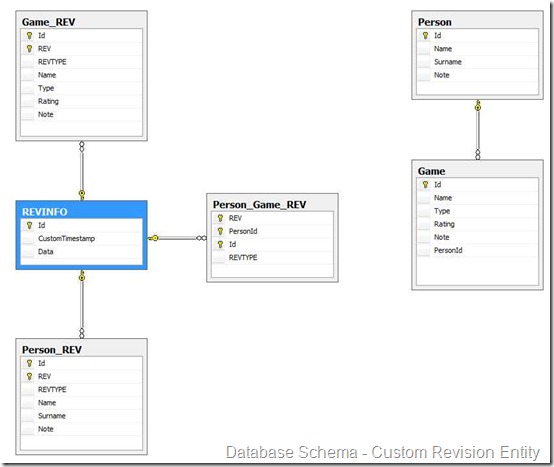 Game_REV
Id
REV
REVTYPE
Name
Type
Rating
Note
REVINFO
Id
CustomTimestamp
Data
Person_Game_REV
REV
PersonId
Id
REVTYPE
Person_REV
Id
REV
REVTYPE
Name
Surname
Note
Person
Id
Name
Surname
Note
Game
Id
Name
Type
Rating
Note
PersonId
Database Schema - Custom Revision Entity